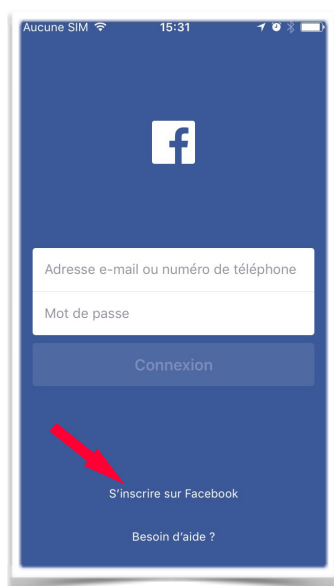 Aucune SIM 15:31
Adresse e-mail ou numéro de téléphone
Mot de passe
Connexion
S'inscrire sur Facebook
Besoin d'aide ?